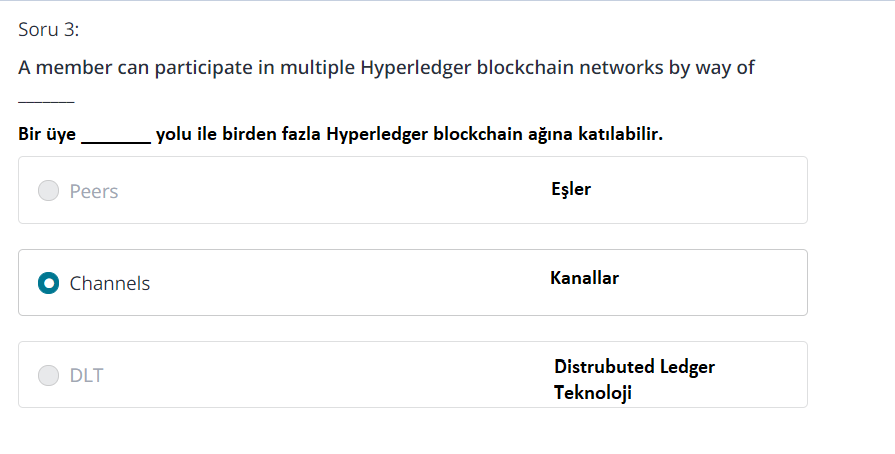 Soru 3:
A member can participate in multiple Hyperledger blockchain networks by way of
_______
Bir üye _______ yolu ile birden fazla Hyperledger blockchain ağına katılabilir.
Peers Eşler
Channels Kanallar
DLT Distrubuted Ledger
Teknoloji